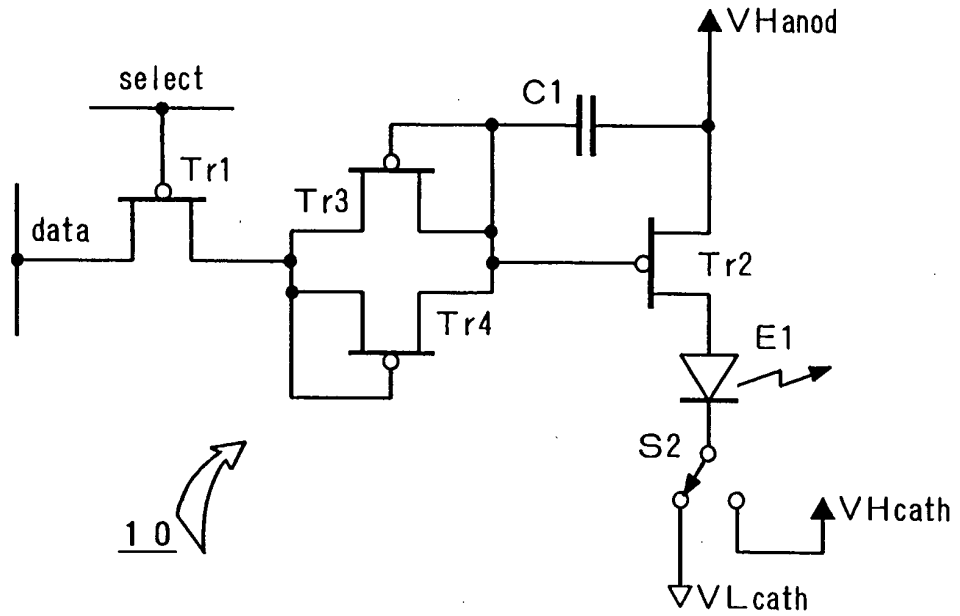 VHanod
select
C1
Tr1
Tr3
data
Tr2
Tr4
E1
S2
10
VHcath
VLcath